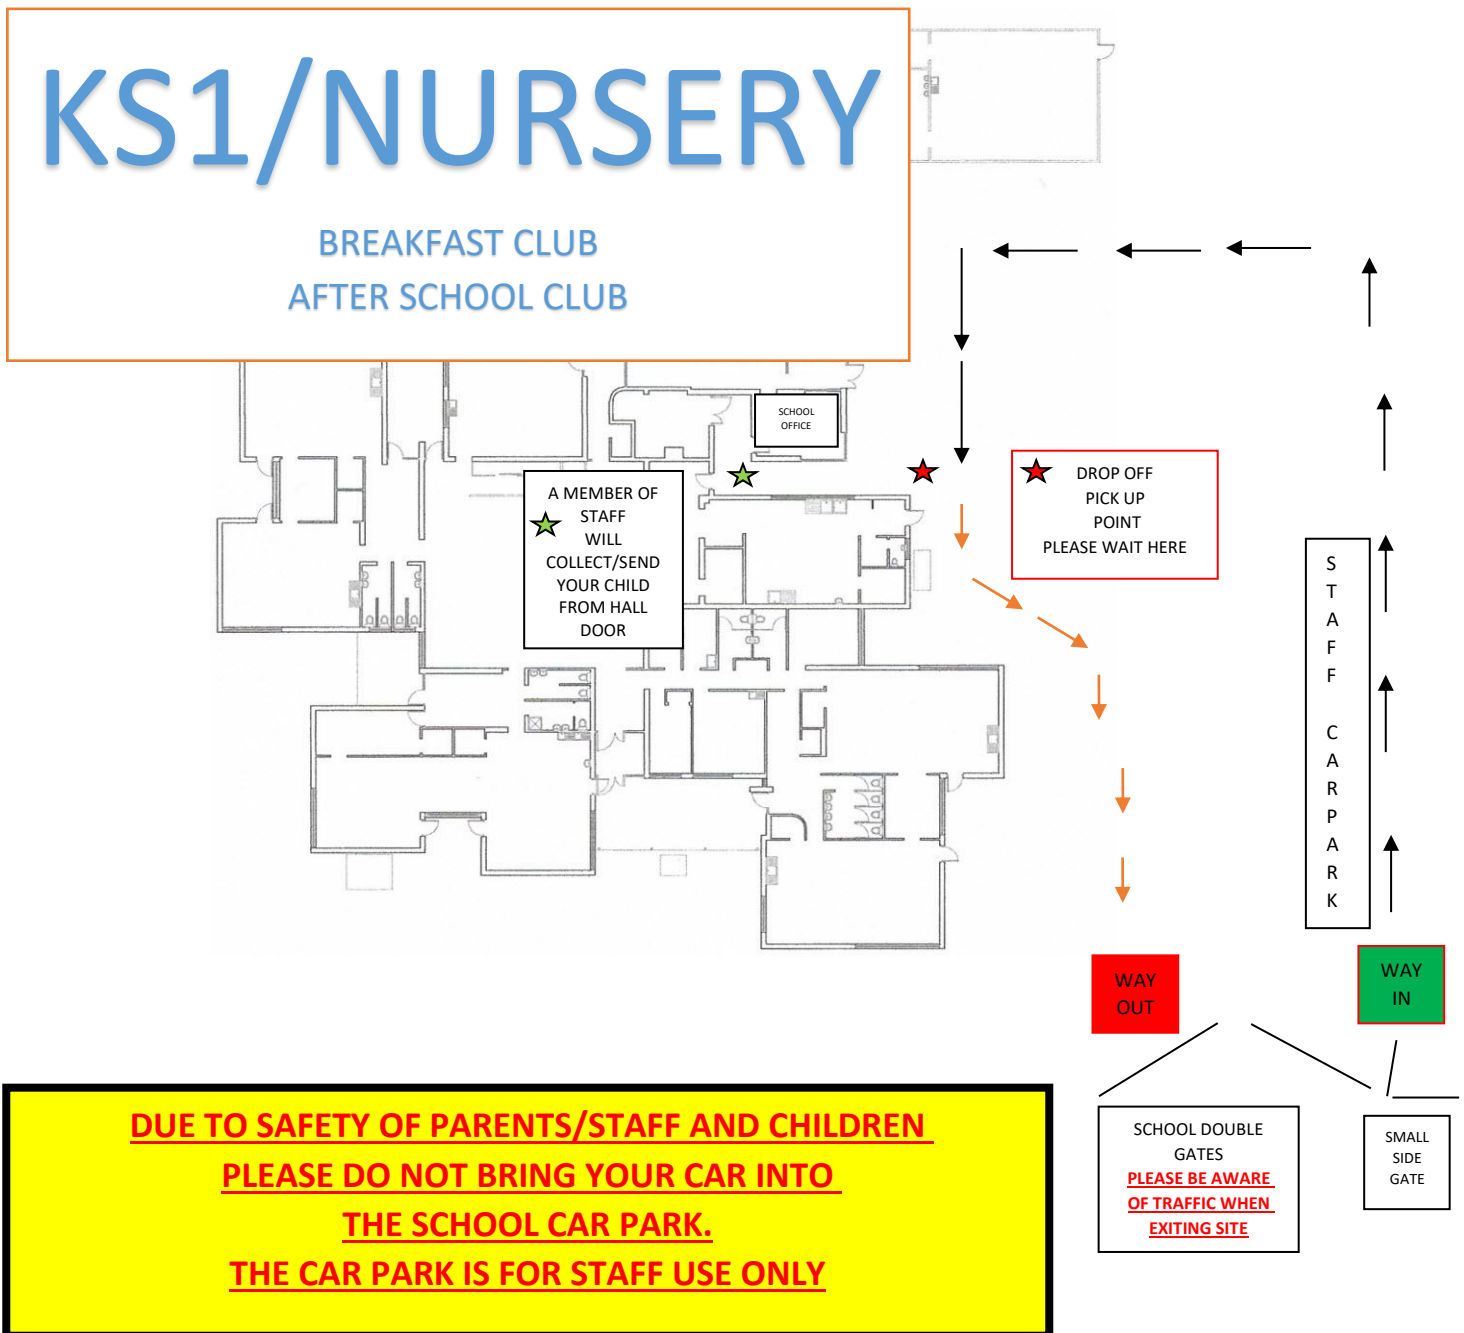 KS1/NURSERY
BREAKFAST CLUB
AFTER SCHOOL CLUB
SCHOOL
OFFICE
A MEMBER OF
STAFF
WILL
COLLECT/SEND
YOUR CHILD
FROM HALL
DOOR
DROP OFF
PICK UP
POINT
PLEASE WAIT HERE
S
T
A
F
F
C
A
R
P
A
R
K
WAY
OUT
WAY
IN
SCHOOL DOUBLE
GATES
PLEASE BE AWARE
OF TRAFFIC WHEN
EXITING SITE
SMALL
SIDE
GATE
DUE TO SAFETY OF PARENTS/STAFF AND CHILDREN
PLEASE DO NOT BRING YOUR CAR INTO
THE SCHOOL CAR PARK.
THE CAR PARK IS FOR STAFF USE ONLY